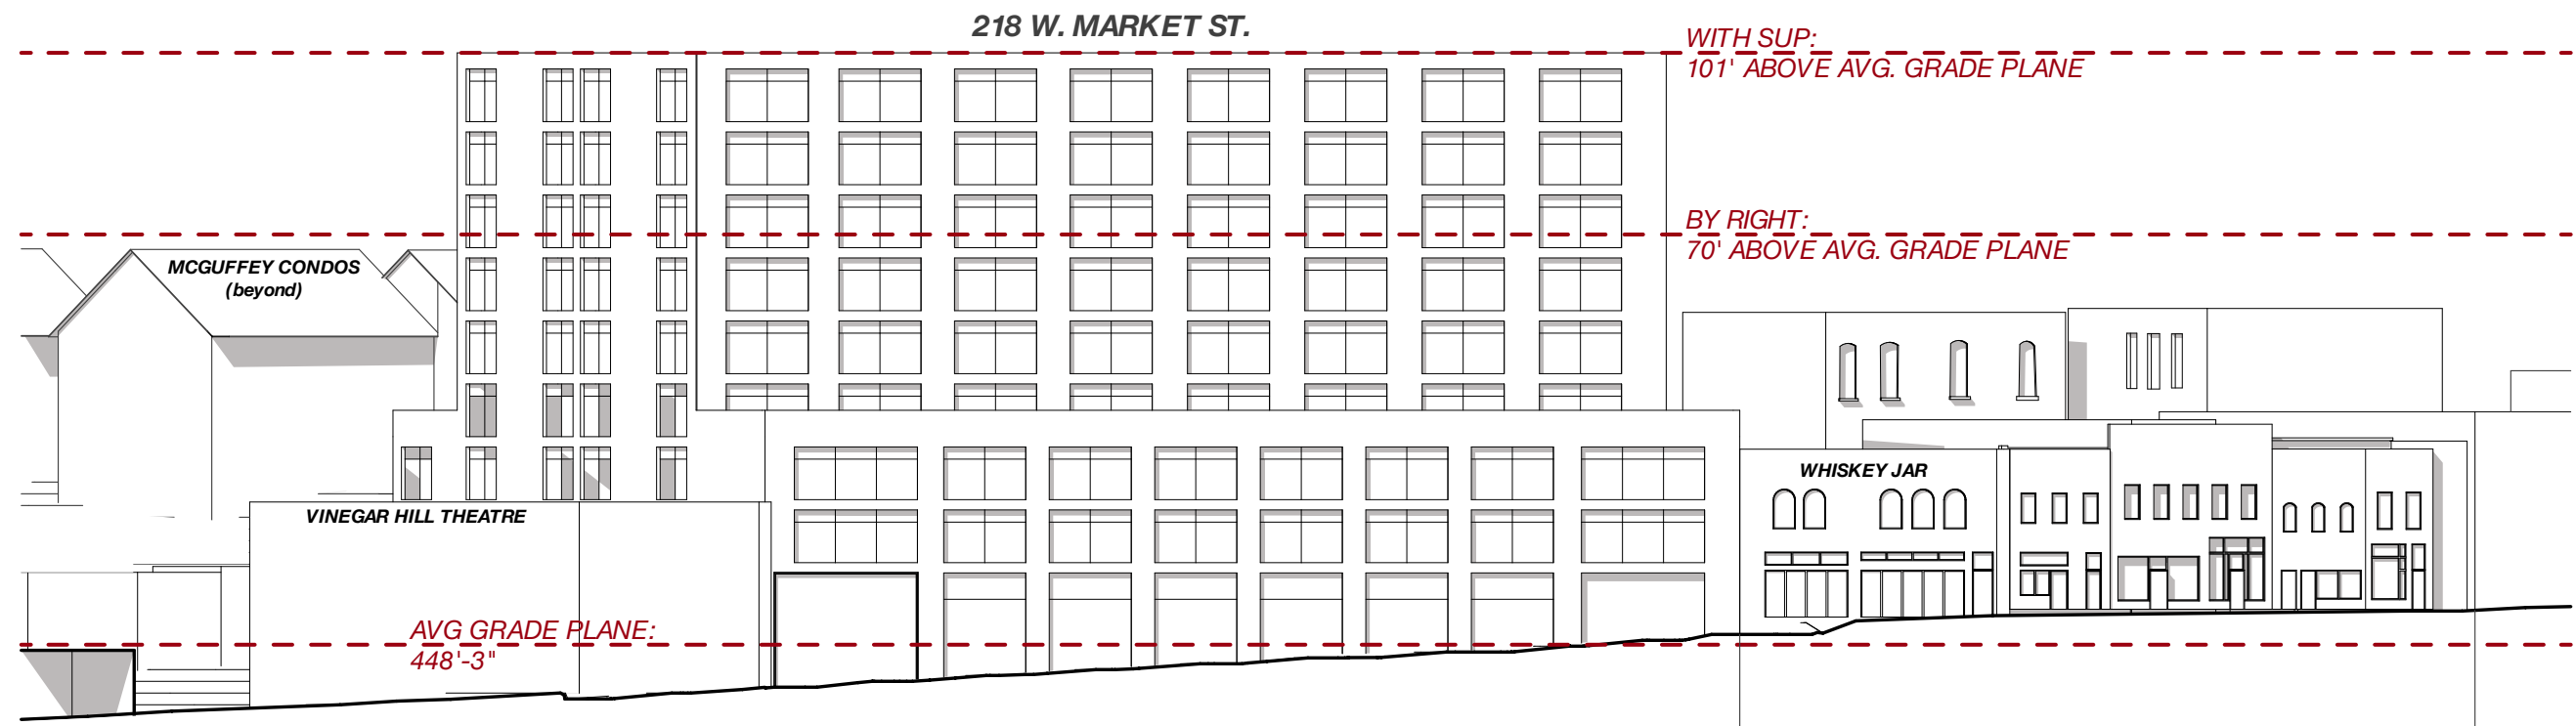 218 W. MARKET ST.
WITH SUP:
101' ABOVE AVG. GRADE PLANE
BY RIGHT:
70' ABOVE AVG. GRADE PLANE
MCGUFFEY CONDOS
(beyond)
WHISKEY JAR
VINEGAR HILL THEATRE
AVG GRADE PLANE:
448'-3"